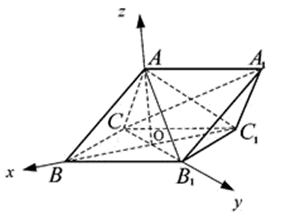 z
A A₁
C O C₁
x B B₁ y